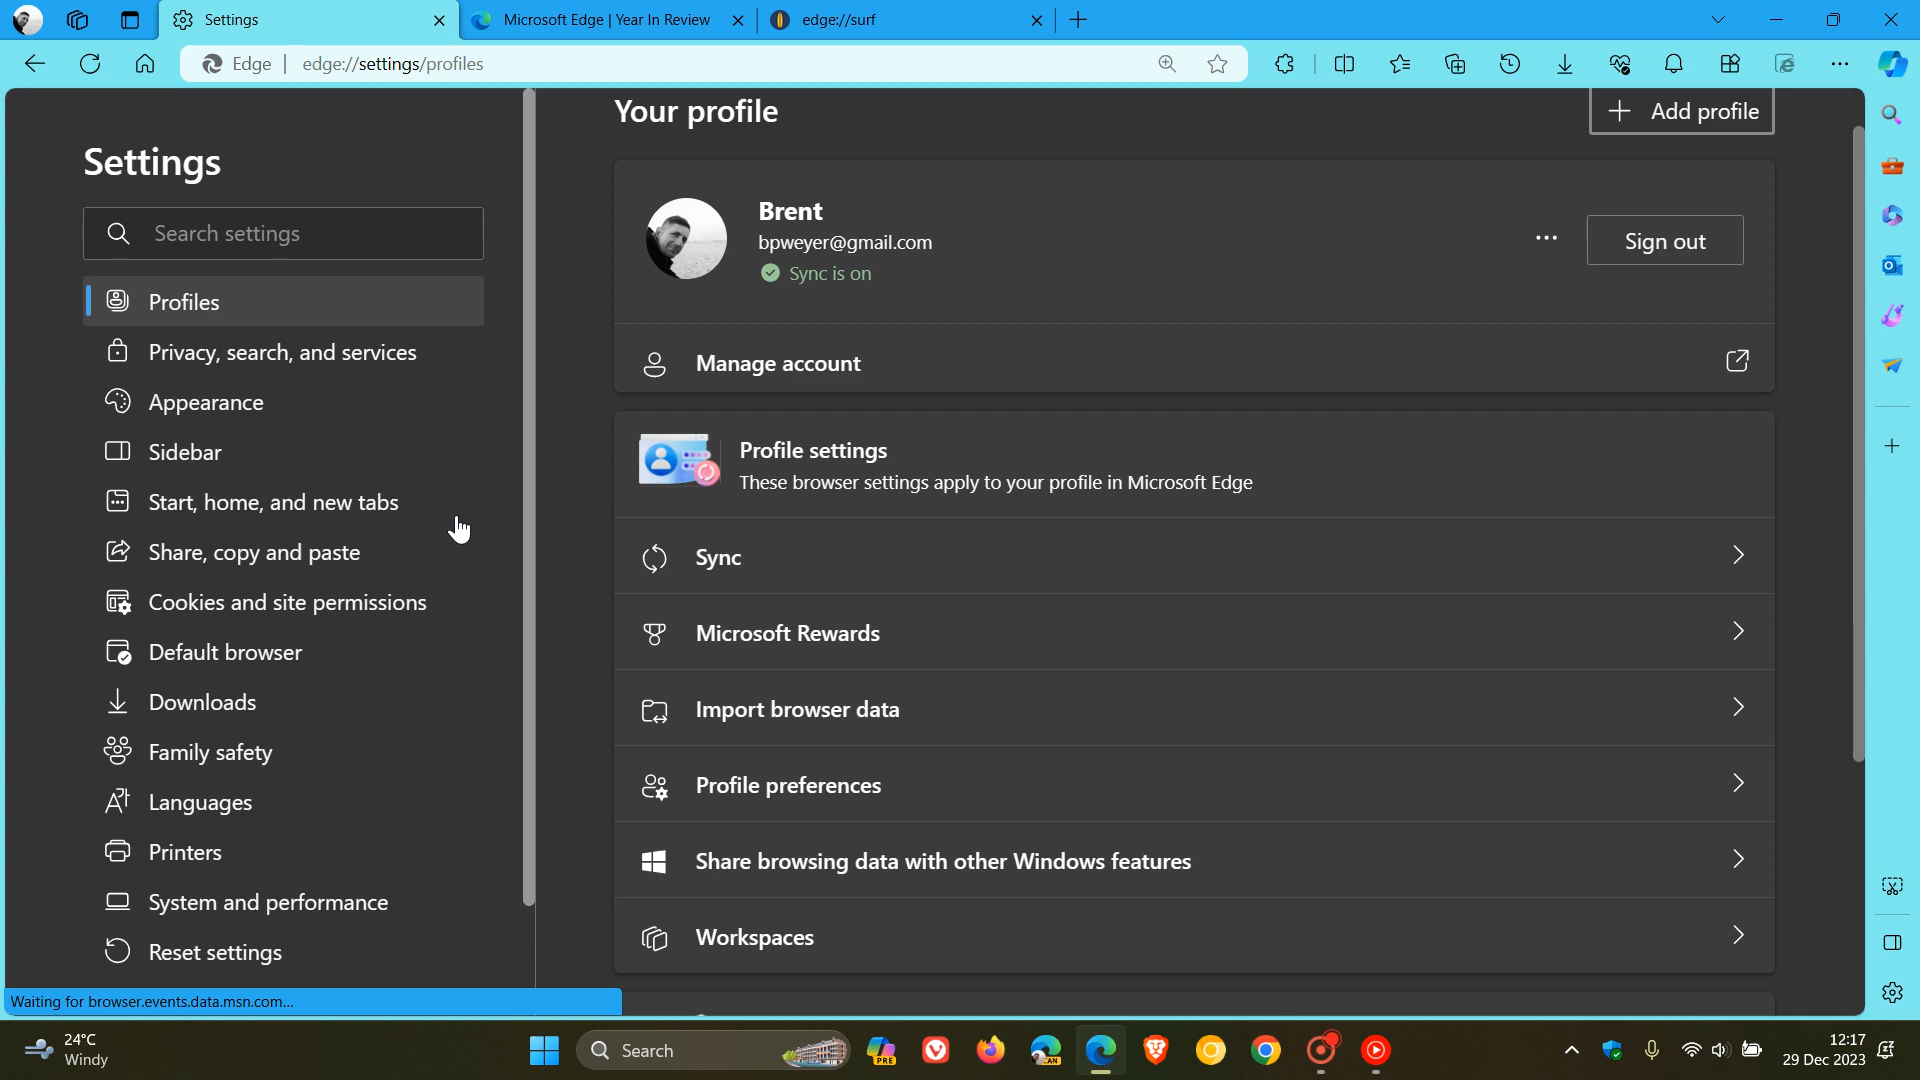 Settings
Microsoft Edge | Year In Review
edge://surf
Edge
edge://settings/profiles
Settings
Search settings
Profiles
Privacy, search, and services
Appearance
Sidebar
Start, home, and new tabs
Share, copy and paste
Cookies and site permissions
Default browser
Downloads
Family safety
Languages
Printers
System and performance
Reset settings
Waiting for browser.events.data.msn.com...
Your profile
Add profile
Brent
bpweyer@gmail.com
Sync is on
Sign out
Manage account
Profile settings
These browser settings apply to your profile in Microsoft Edge
Sync
Microsoft Rewards
Import browser data
Profile preferences
Share browsing data with other Windows features
Workspaces
24°C
Windy
Search
PRE
CAN
12:17
29 Dec 2023